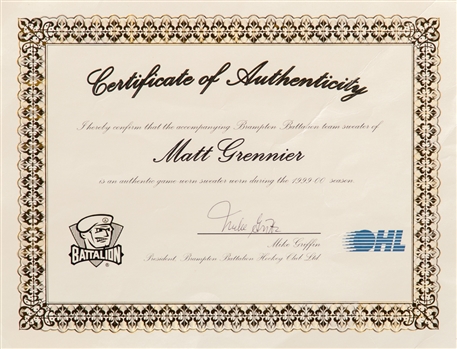 Certificate of Authenticity
I hereby confirm that the accompanying Brampton Battalion team sweater of
Matt Grennier
is an authentic game worn sweater worn during the 1999-00 season.
Mike Griffin
President Brampton Battalion Hockey Club Ltd
BATTALION
OHL